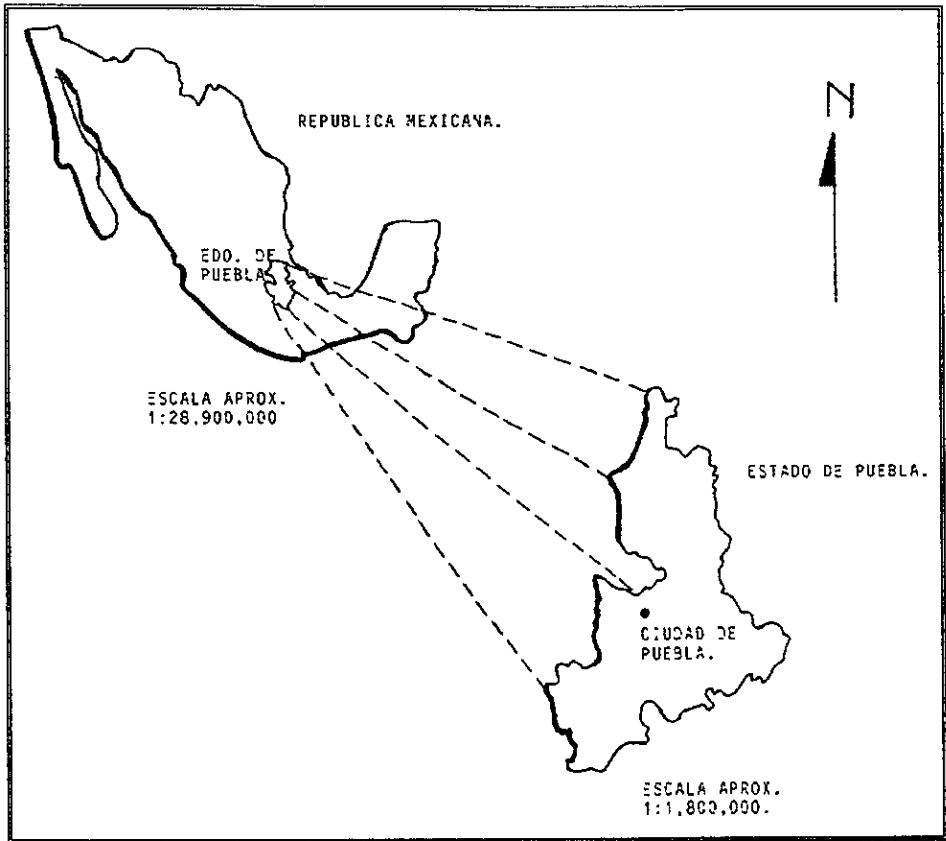 N
REPUBLICA MEXICANA.
EDO. DE
PUEBLA
ESCALA APROX.
1:28,900,000
ESTADO DE PUEBLA.
CIUDAD DE
PUEBLA.
ESCALA APROX.
1:1,800,000.